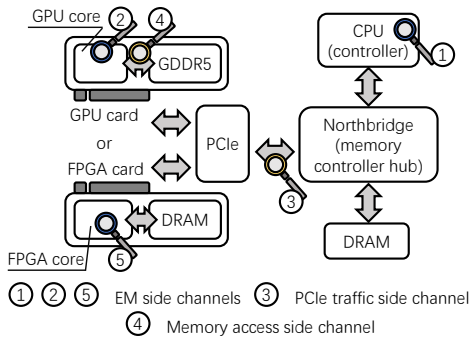 GPU core
2
4
GDDR5
GPU card
or
FPGA card
PCIe
CPU
(controller)
1
Northbridge
(memory
controller hub)
3
DRAM
DRAM
FPGA core
5
1 2 5 EM side channels 3 PCIe traffic side channel
4 Memory access side channel